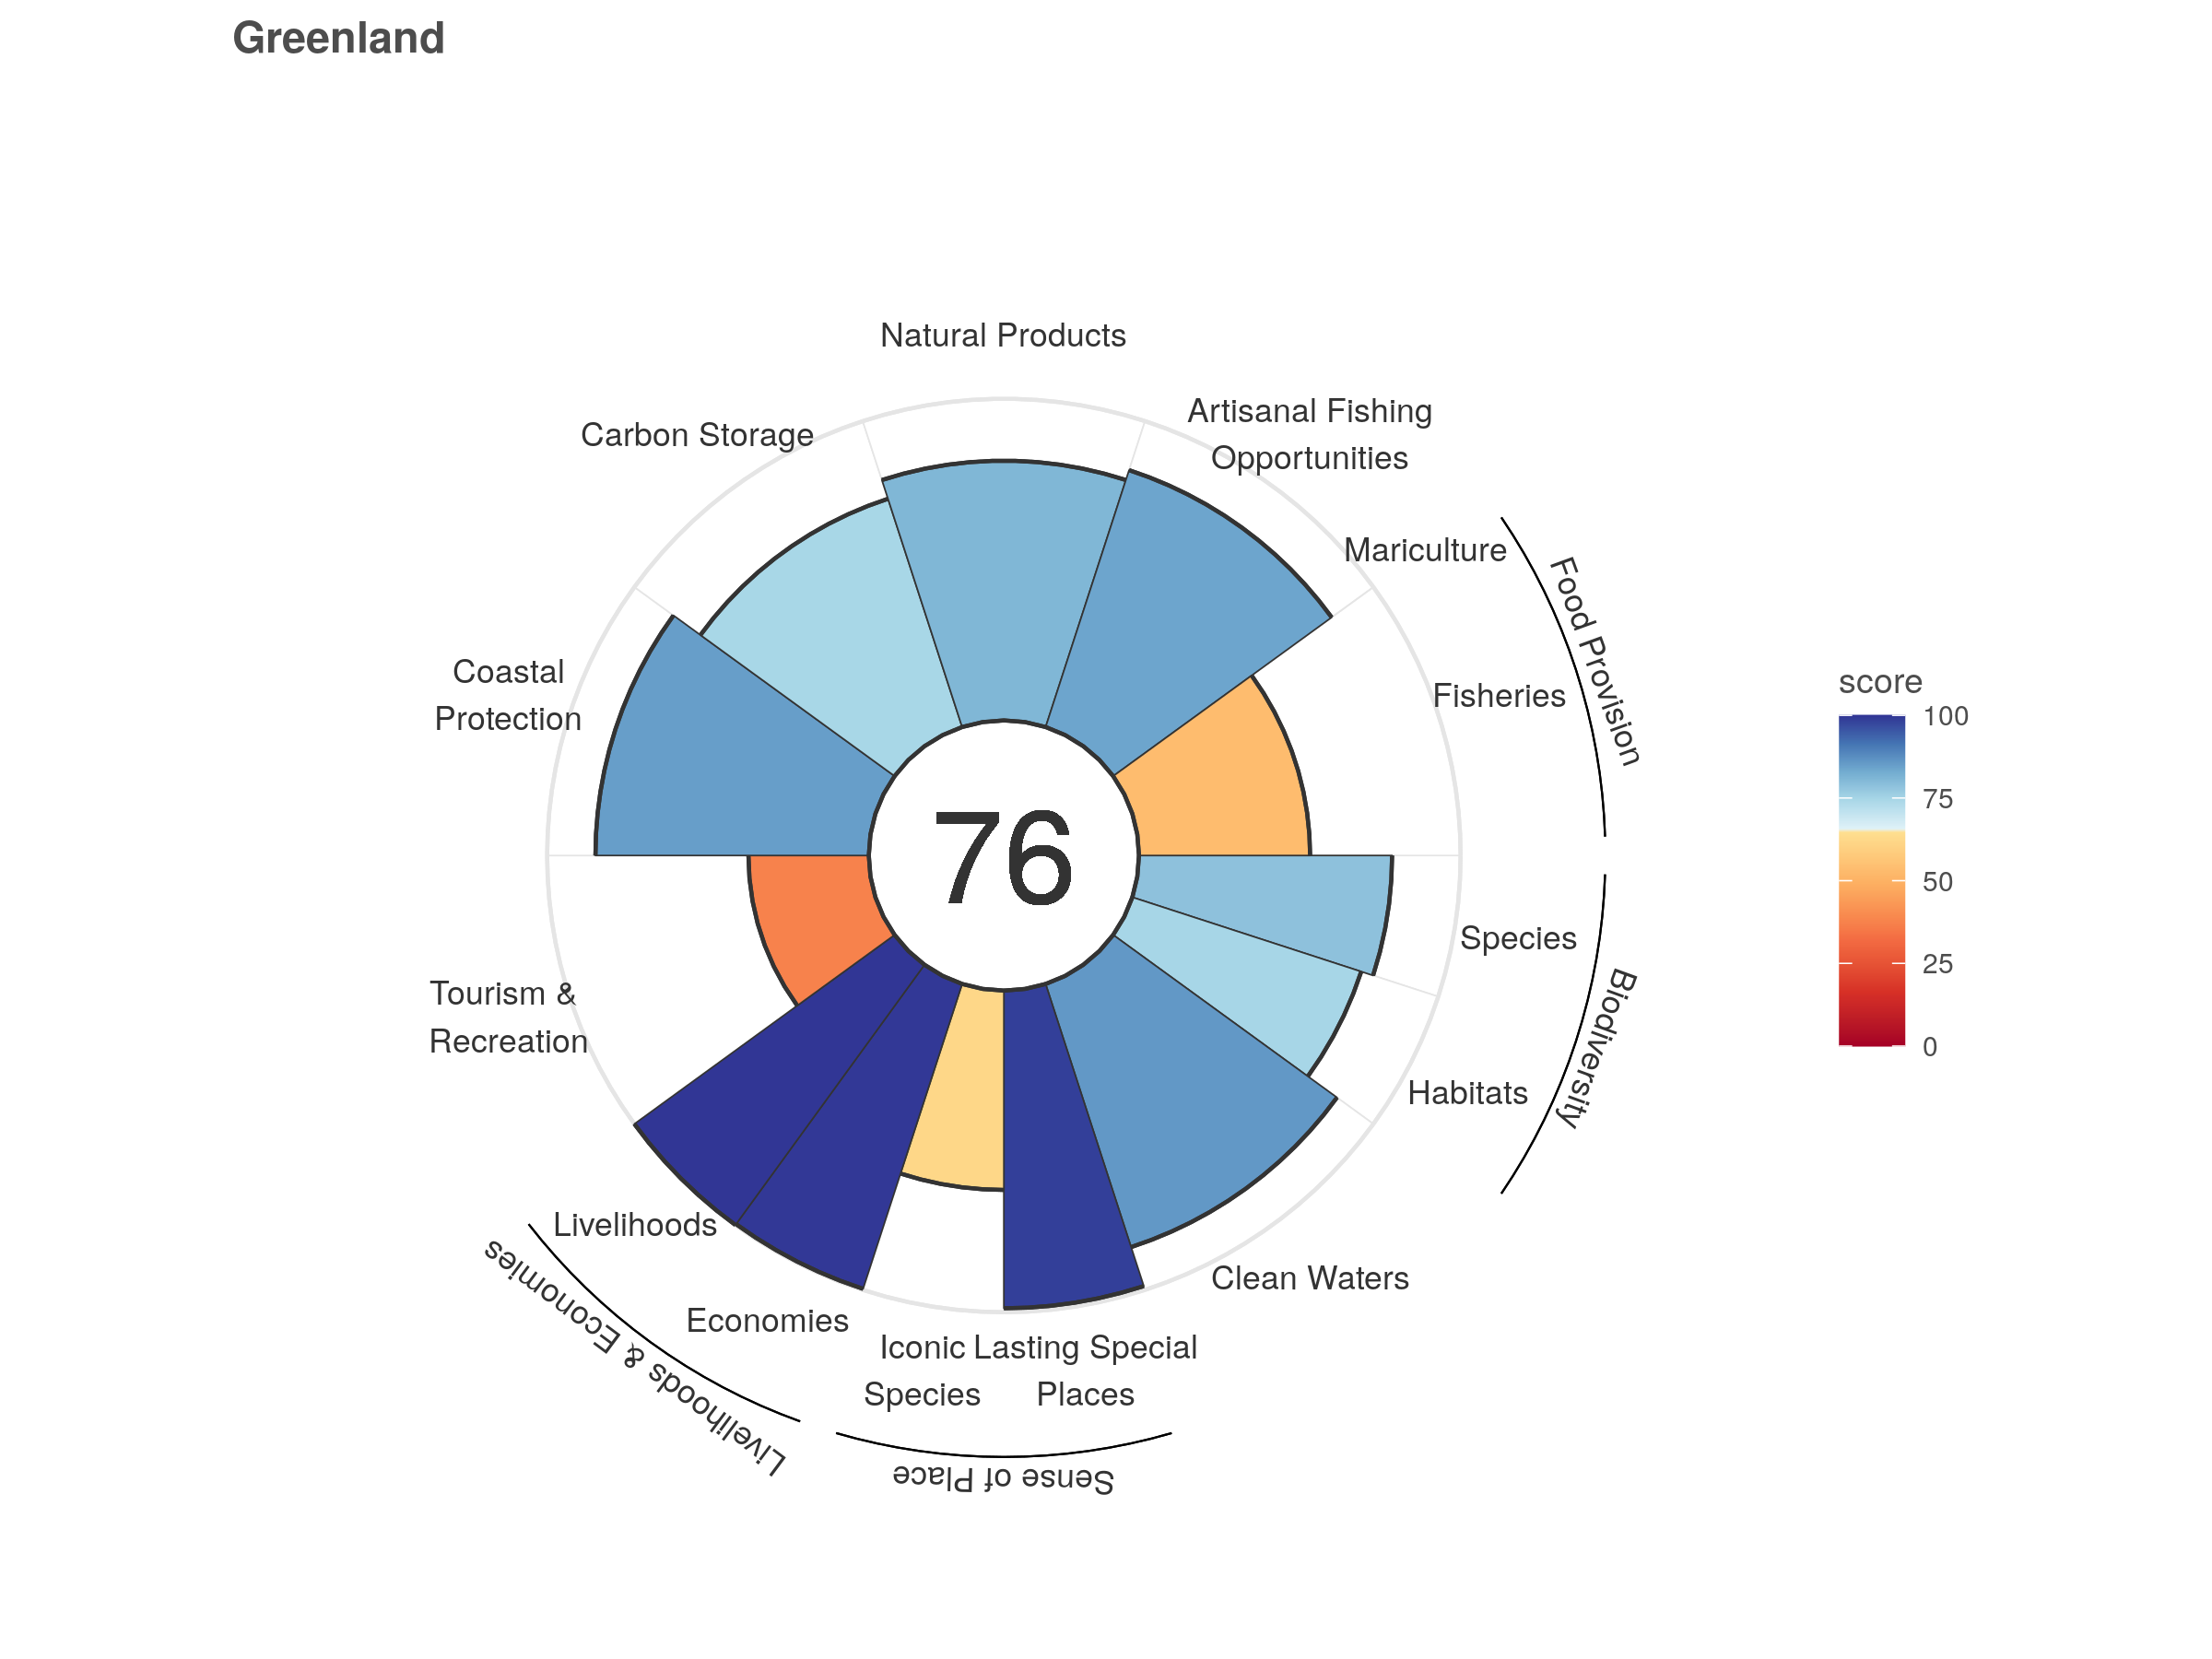 Greenland
Natural Products
Artisanal Fishing
Opportunities
Carbon Storage
Mariculture
Food Provision
Fisheries
Coastal
Protection
76
Species
Biodiversity
Habitats
Tourism &
Recreation
Livelihoods
Livelihoods & Economies
Economies
Clean Waters
Iconic
Species
Lasting Special
Places
Sense of Place
score
100
75
50
25
0